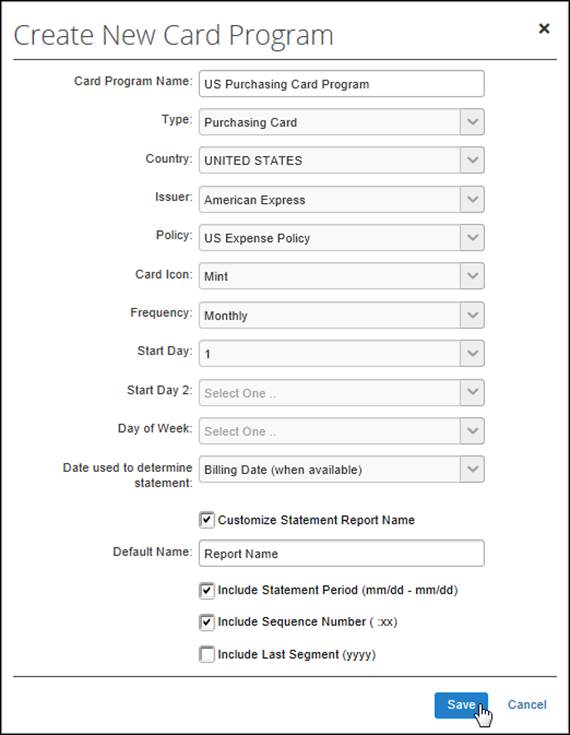 Create New Card Program
Card Program Name: US Purchasing Card Program
Type: Purchasing Card
Country: UNITED STATES
Issuer: American Express
Policy: US Expense Policy
Card Icon: Mint
Frequency: Monthly
Start Day: 1
Start Day 2: Select One ..
Day of Week: Select One ..
Date used to determine
statement: Billing Date (when available)
Customize Statement Report Name
Default Name: Report Name
Include Statement Period (mm/dd - mm/dd)
Include Sequence Number ( :xx)
Include Last Segment (yyyy)
Save Cancel